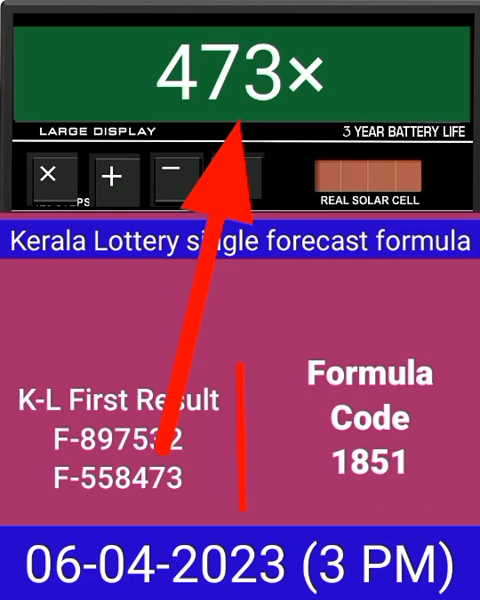 473×
LARGE DISPLAY
3 YEAR BATTERY LIFE
× + −
PS
REAL SOLAR CELL
Kerala Lottery single forecast formula
K-L First Result
F-897532
F-558473
Formula
Code
1851
06-04-2023 (3 PM)